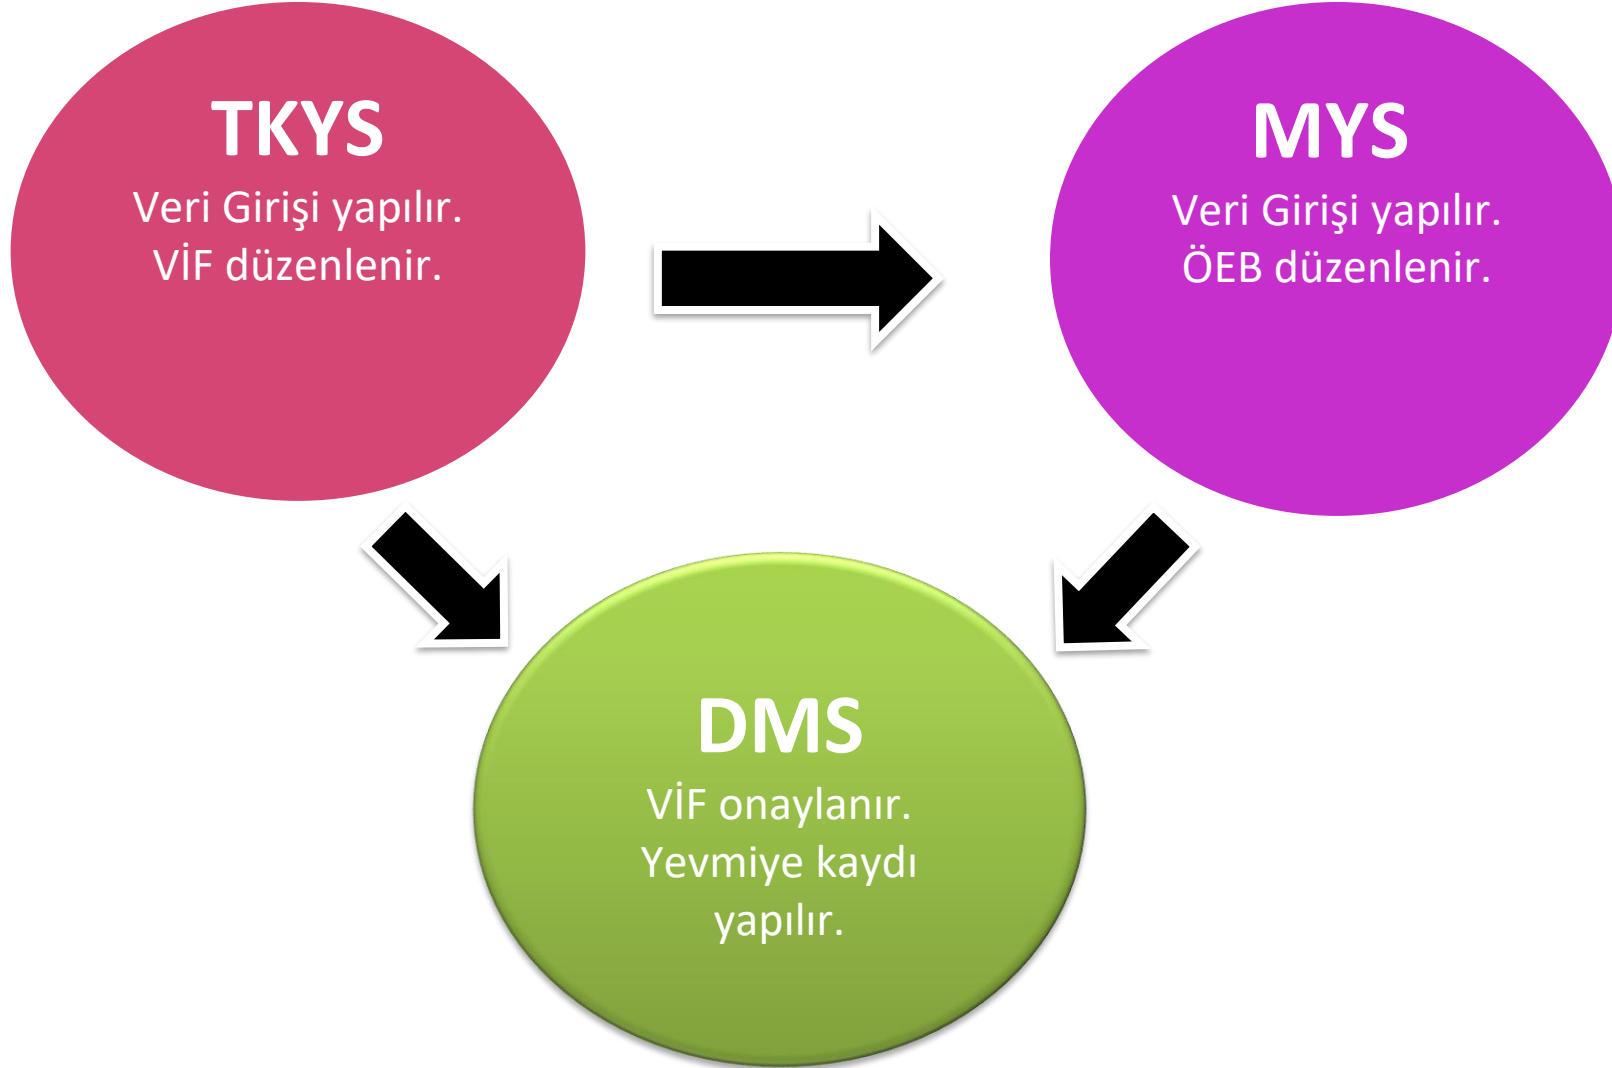 TKYS
Veri Girişi yapılır.
VİF düzenlenir.
MYS
Veri Girişi yapılır.
ÖEB düzenlenir.
DMS
VİF onaylanır.
Yevmiye kaydı
yapılır.